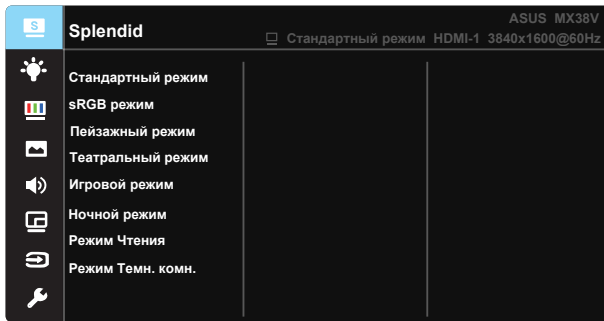 S
Splendid
ASUS MX38V
Стандартный режим HDMI-1 3840x1600@60Hz
Стандартный режим
sRGB режим
Пейзажный режим
Театральный режим
Игровой режим
Ночной режим
Режим Чтения
Режим Темн. комн.